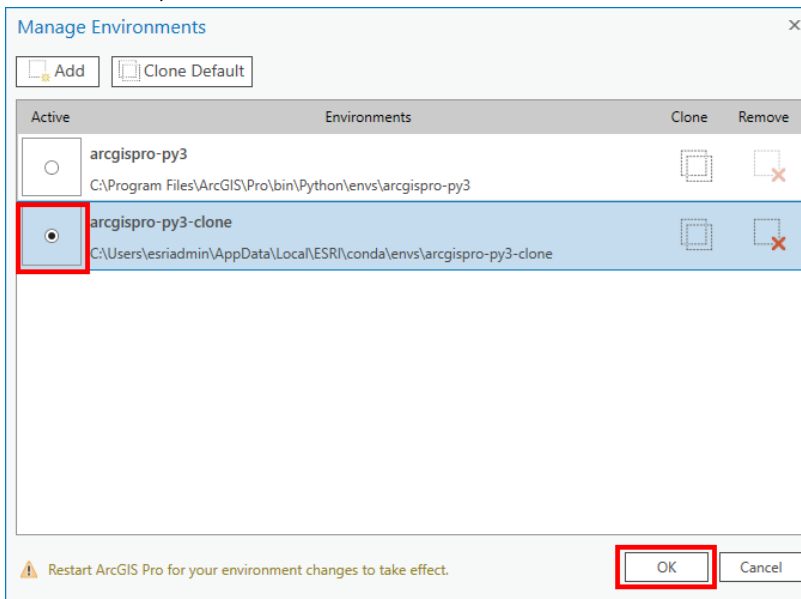 Manage Environments
Add
Clone Default
Active Environments Clone Remove
arcgispro-py3
C:\Program Files\ArcGIS\Pro\bin\Python\envs\arcgispro-py3
arcgispro-py3-clone
C:\Users\esriadmin\AppData\Local\ESRI\conda\envs\arcgispro-py3-clone
Restart ArcGIS Pro for your environment changes to take effect.
OK
Cancel